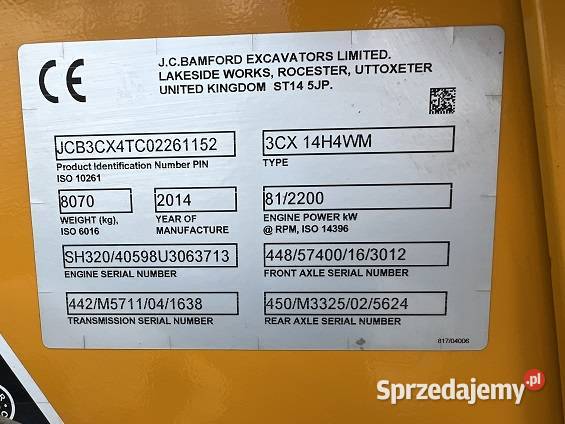 CE
J.C.BAMFORD EXCAVATORS LIMITED.
LAKESIDE WORKS, ROCESTER, UTTOXETER
UNITED KINGDOM ST14 5JP.
JCB3CX4TC02261152
Product Identification Number PIN
ISO 10261
3CX 14H4WM
TYPE
8070
WEIGHT (kg),
ISO 6016
2014
YEAR OF
MANUFACTURE
81/2200
ENGINE POWER kW
@ RPM, ISO 14396
SH320/40598U3063713
ENGINE SERIAL NUMBER
448/57400/16/3012
FRONT AXLE SERIAL NUMBER
442/M5711/04/1638
TRANSMISSION SERIAL NUMBER
450/M3325/02/5624
REAR AXLE SERIAL NUMBER
817/04006
Sprzedajemy.pl